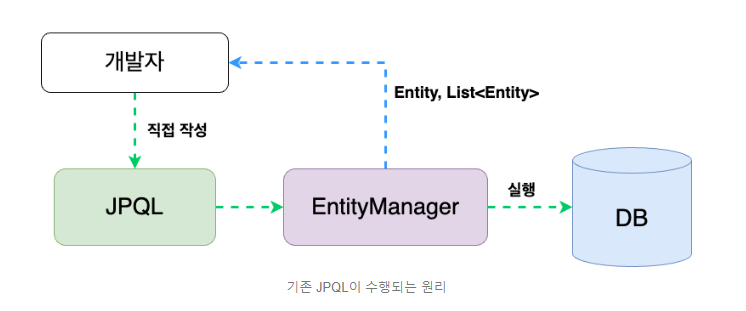 개발자
Entity, List<Entity>
직접 작성
JPQL
EntityManager
실행
DB
기존 JPQL이 수행되는 원리